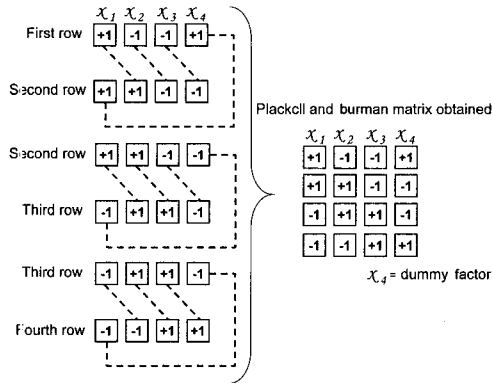 x1 x2 x3 x4
First row +1 -1 -1 +1
Second row +1 +1 -1 -1
Second row +1 +1 -1 -1
Third row -1 +1 +1 -1
Third row -1 +1 +1 -1
Fourth row -1 -1 +1 +1
Plackcll and burman matrix obtained
x1 x2 x3 x4
+1 -1 -1 +1
+1 +1 -1 -1
-1 +1 +1 -1
-1 -1 +1 +1
x4 = dummy factor